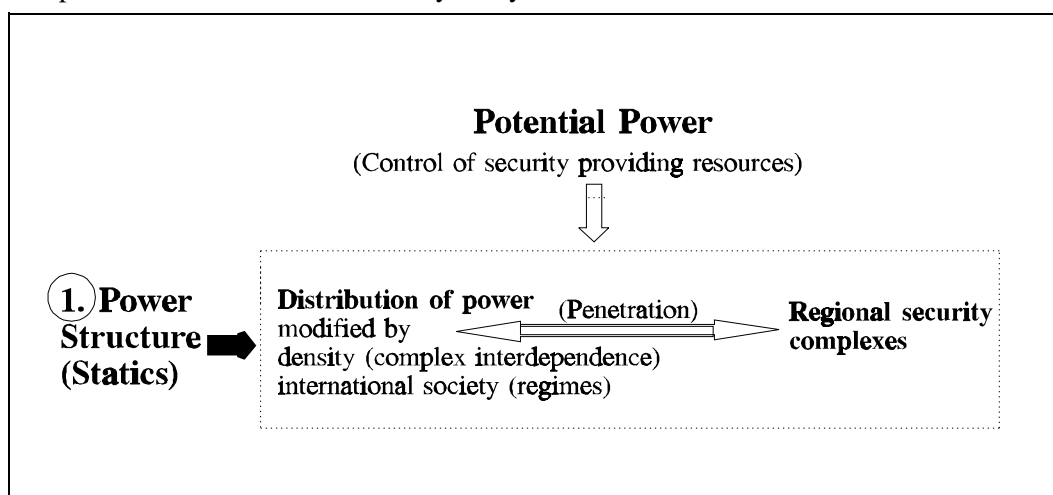 Potential Power
(Control of security providing resources)
1. Power
Structure
(Statics)
Distribution of power
modified by
density (complex interdependence)
international society (regimes)
(Penetration)
Regional security
complexes